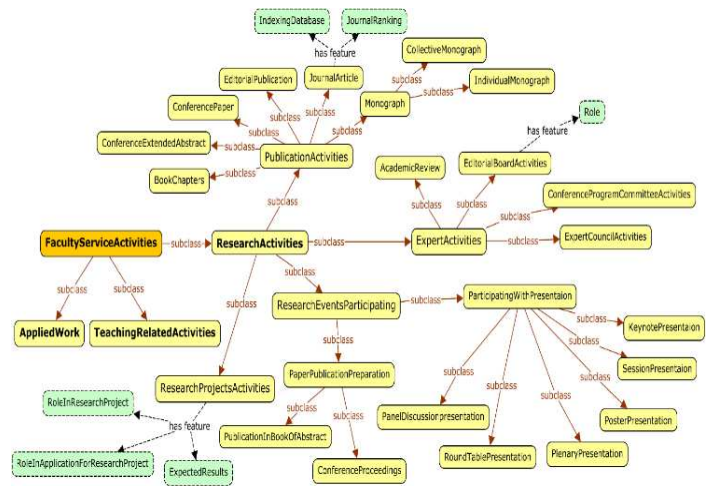 IndexingDatabase
JournalRanking
has feature
CollectiveMonograph
EditorialPublication
JournalArticle
subclass
IndividualMonograph
subclass
ConferencePaper
subclass
subclass
Monograph
Role
subclass
subclass
ConferenceExtendedAbstract
subclass
has feature
PublicationActivities
AcademicReview
EditorialBoardActivities
BookChapters
subclass
subclass
subclass
ConferenceProgramCommitteeActivities
subclass
subclass
FacultyServiceActivities
subclass
ResearchActivities
subclass
ExpertActivities
subclass
ExpertCouncilActivities
subclass
subclass
subclass
ResearchEventsParticipating
subclass
ParticipatingWithPresentaion
AppliedWork
TeachingRelatedActivities
subclass
KeynotePresentaion
subclass
subclass
subclass
SessionPresentaion
ResearchProjectsActivities
PaperPublicationPreparation
subclass
subclass
subclass
RoleInResearchProject
subclass
subclass
PosterPresentation
has feature
PublicationInBookOfAbstract
PanelDiscussionpresentation
RoundTablePresentation
PlenaryPresentation
RoleInApplicationForResearchProject
ExpectedResults
ConferenceProceedings